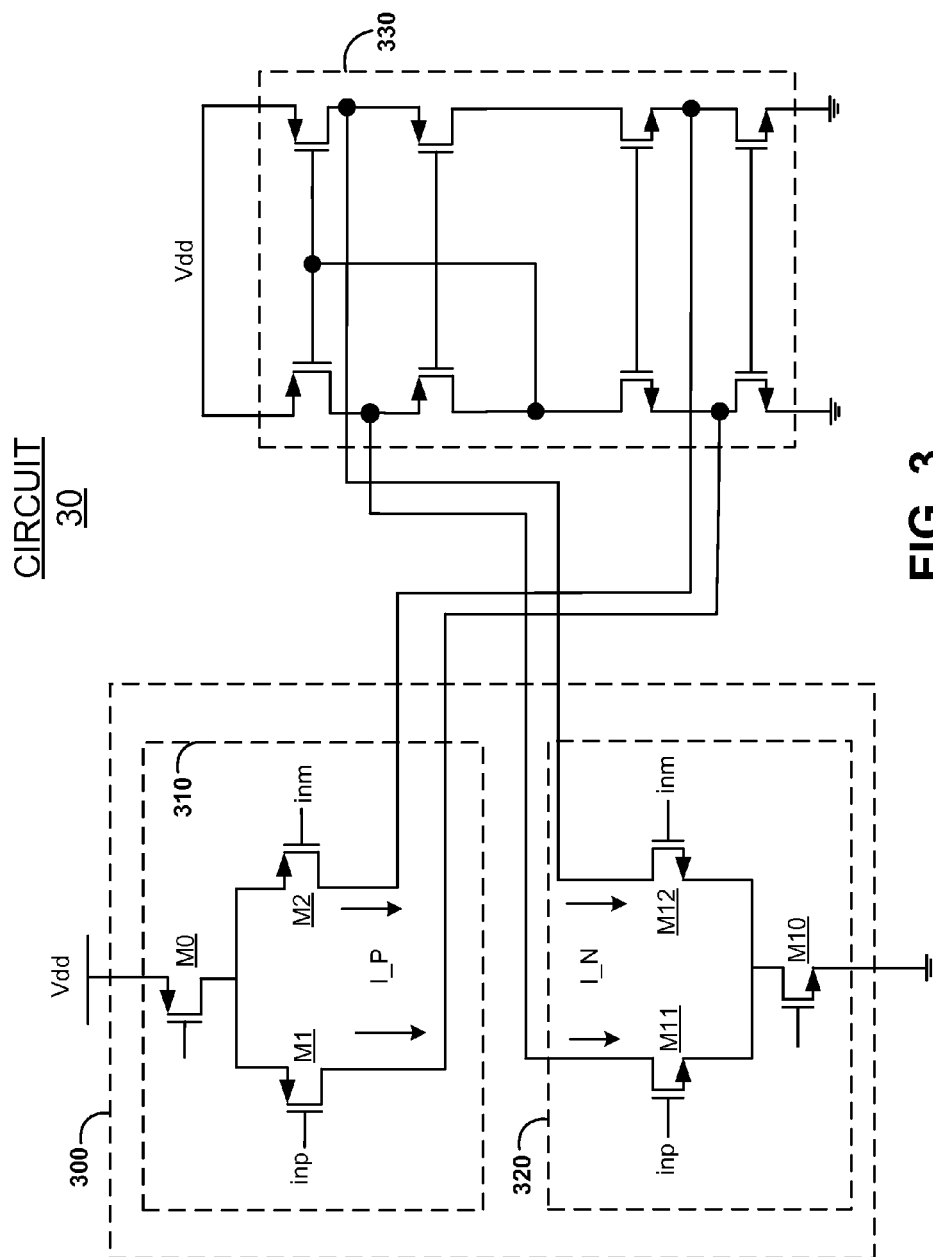 CIRCUIT
30
330
Vdd
Vdd
300
310
M0
M1
M2
inp
inm
I_P
320
I_N
M11
M12
inp
inm
M10
FIG. 3